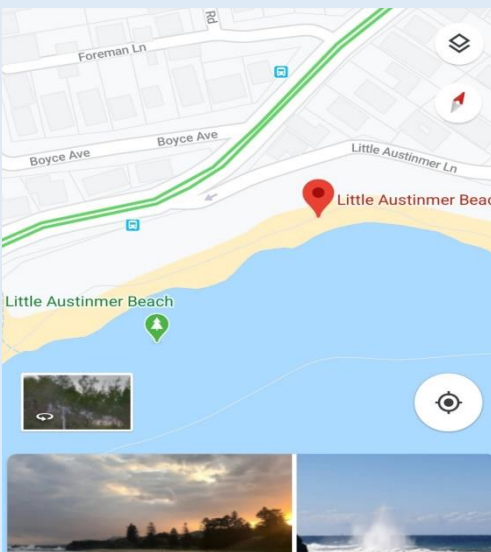 Rd
Foreman Ln
Boyce Ave
Boyce Ave
Little Austinmer Ln
Little Austinmer Beac
Little Austinmer Beach